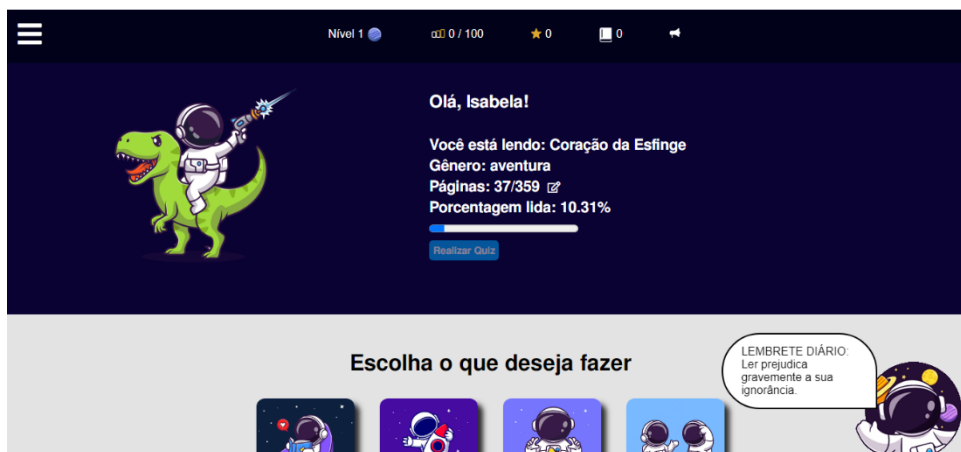 Nível 1
0 / 100
0
0
Olá, Isabela!
Você está lendo: Coração da Esfinge
Gênero: aventura
Páginas: 37/359
Porcentagem lida: 10.31%
Realizar Quiz
Escolha o que deseja fazer
LEMBRETE DIÁRIO:
Ler prejudica
gravemente a sua
ignorância.